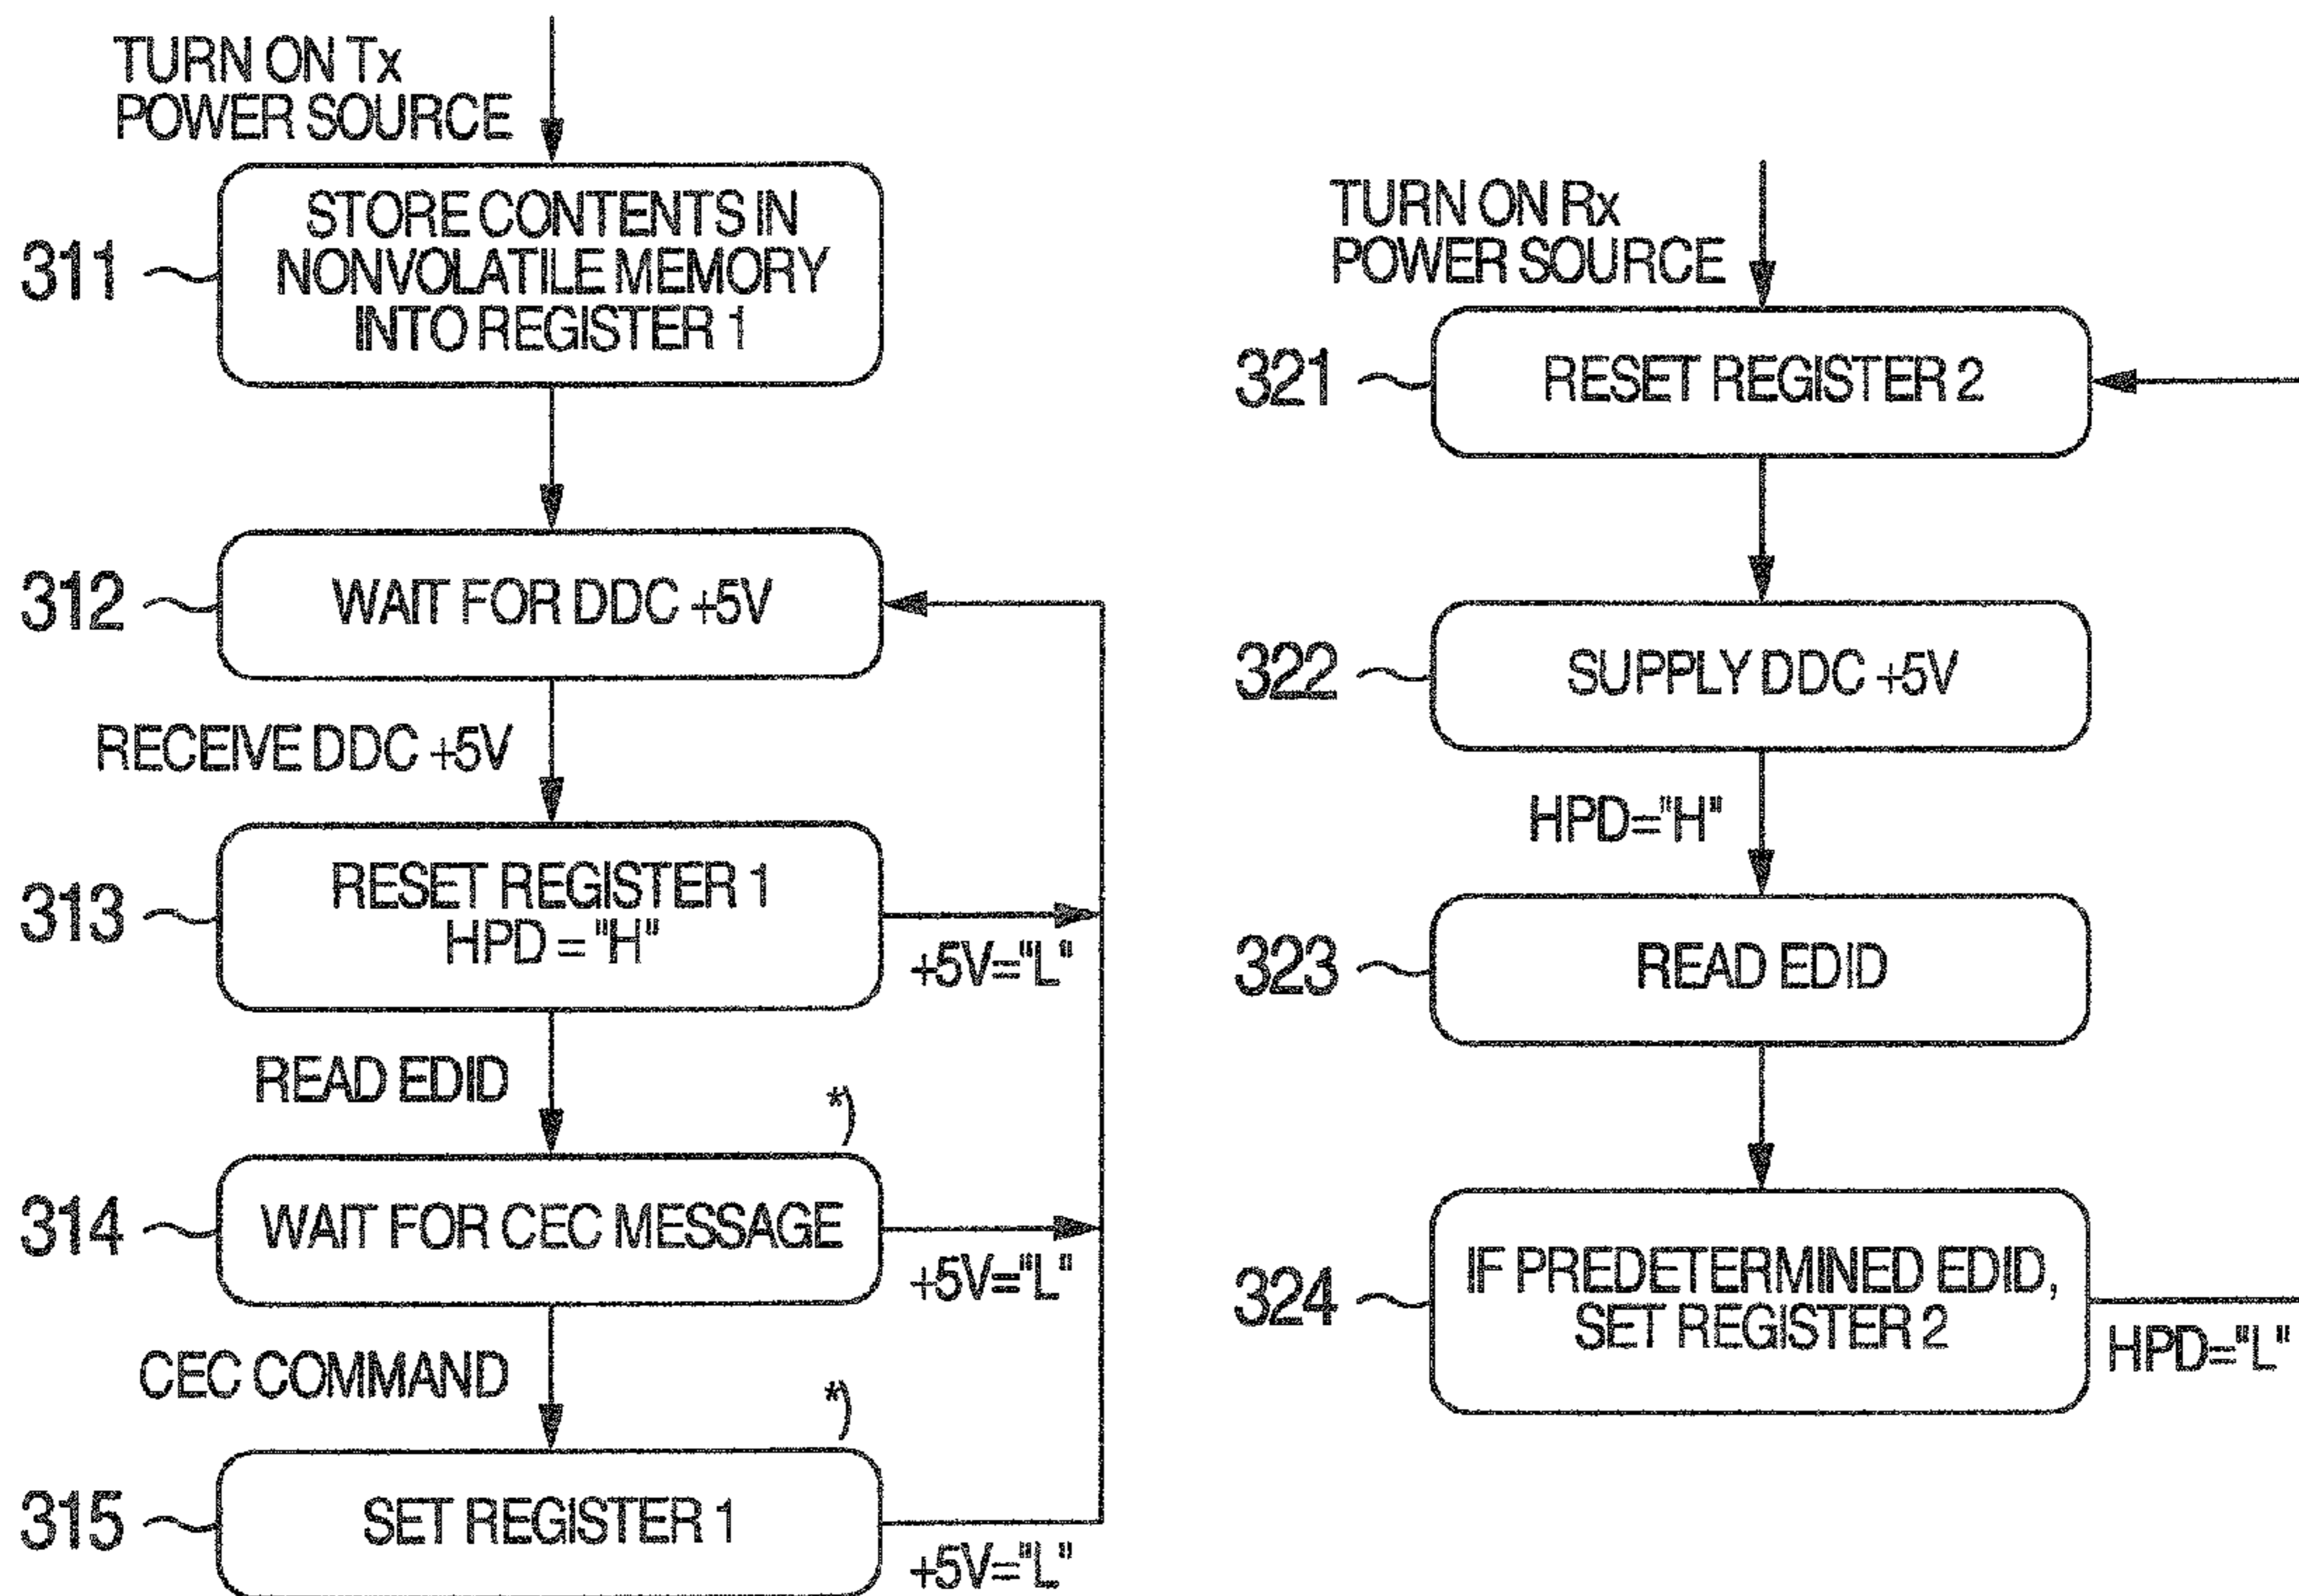 TURN ON Tx
POWER SOURCE
311
STORE CONTENTS IN
NONVOLATILE MEMORY
INTO REGISTER 1
312
WAIT FOR DDC +5V
RECEIVE DDC +5V
313
RESET REGISTER 1
HPD = "H"
+5V="L"
READ EDID
*)
314
WAIT FOR CEC MESSAGE
+5V="L"
CEC COMMAND
*)
315
SET REGISTER 1
+5V="L"
TURN ON Rx
POWER SOURCE
321
RESET REGISTER 2
322
SUPPLY DDC +5V
HPD="H"
323
READ EDID
324
IF PREDETERMINED EDID,
SET REGISTER 2
HPD="L"